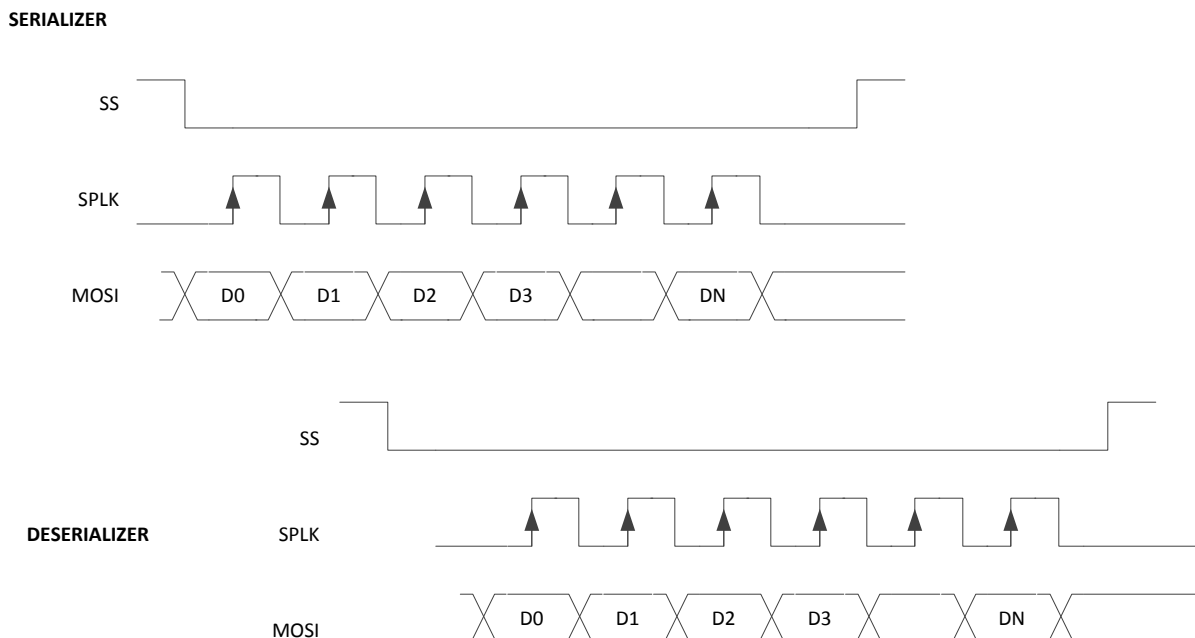 SERIALIZER
SS
SPLK
MOSI
D0 D1 D2 D3 DN
SS
DESERIALIZER SPLK
MOSI
D0 D1 D2 D3 DN